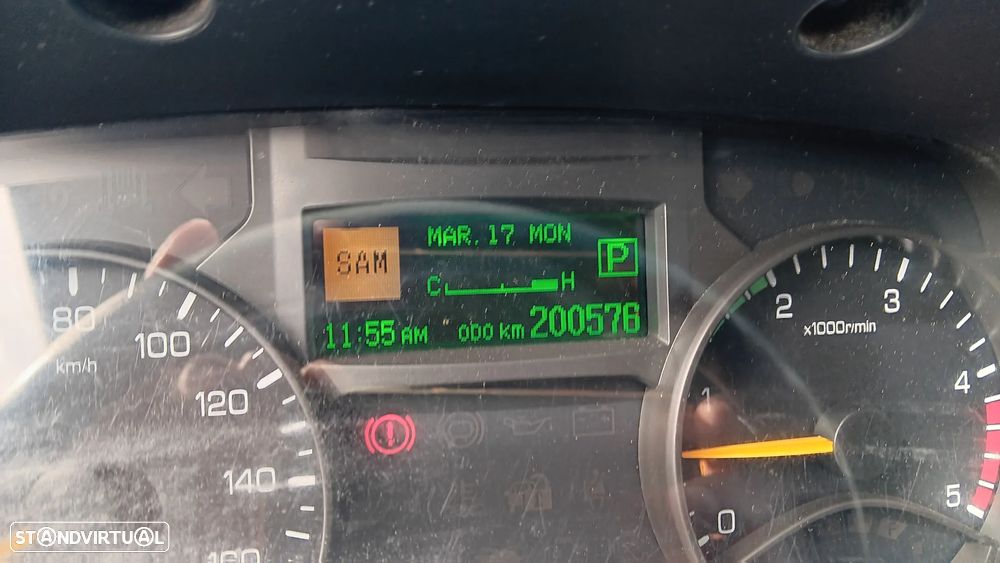 MAR. 17 MON
SAM
P
C H
11:55 AM ODO km 200576
80
100
120
140
160
km/h
0
1
2
3
4
5
x1000r/min
STANDVIRTUAL